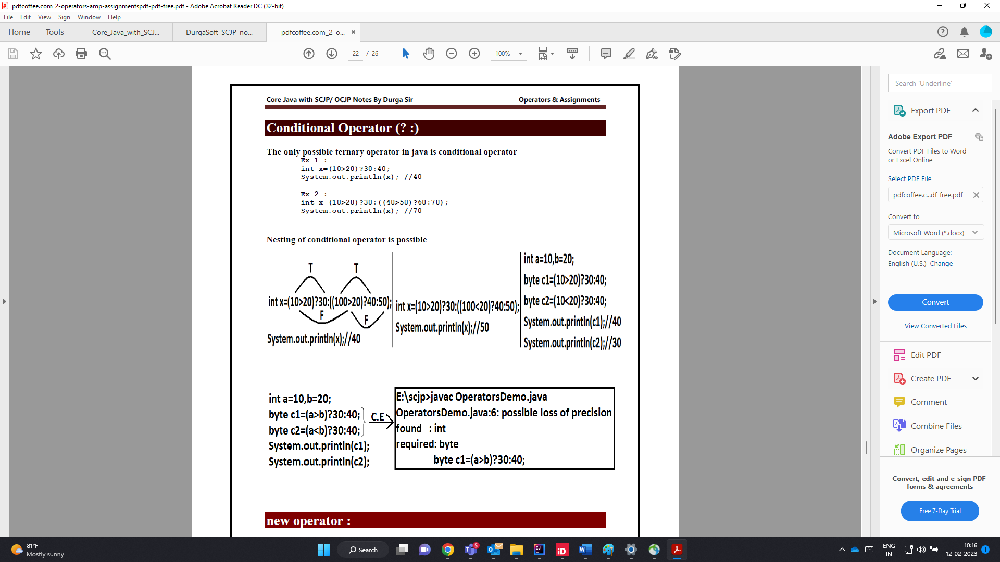 pdfcoffee.com_2-operators-amp-assignmentspdf-pdf-free.pdf - Adobe Acrobat Reader DC (32-bit)
File Edit View Sign Window Help
Home Tools Core_Java_with_SCJ... DurgaSoft-SCJP-no... pdfcoffee.com_2-o... ×
22 / 26 100%
Core Java with SCJP/ OCJP Notes By Durga Sir Operators & Assignments
Conditional Operator (? :)
The only possible ternary operator in java is conditional operator
Ex 1 :
int x=(10>20)?30:40;
System.out.println(x); //40
Ex 2 :
int x=(10>20)?30:((40>50)?60:70);
System.out.println(x); //70
Nesting of conditional operator is possible
T T
int x=(10>20)?30:((100>20)?40:50);
F F
System.out.println(x);//40
int x=(10>20)?30:((100<20)?40:50);
System.out.println(x);//50
int a=10,b=20;
byte c1=(10>20)?30:40;
byte c2=(10<20)?30:40;
System.out.println(c1);//40
System.out.println(c2);//30
int a=10,b=20;
byte c1=(a>b)?30:40;
byte c2=(a<b)?30:40;
System.out.println(c1);
System.out.println(c2);
C.E
E:\scjp>javac OperatorsDemo.java
OperatorsDemo.java:6: possible loss of precision
found : int
required: byte
byte c1=(a>b)?30:40;
new operator :
Search 'Underline'
Export PDF
Adobe Export PDF
Convert PDF Files to Word
or Excel Online
Select PDF File
pdfcoffee.c...df-free.pdf
Convert to
Microsoft Word (*.docx)
Document Language:
English (U.S.) Change
Convert
View Converted Files
Edit PDF
Create PDF
Comment
Combine Files
Organize Pages
Convert, edit and e-sign PDF
forms & agreements
Free 7-Day Trial
81°F
Mostly sunny
Search
5
iD
ENG
IN
10:16
12-02-2023
1